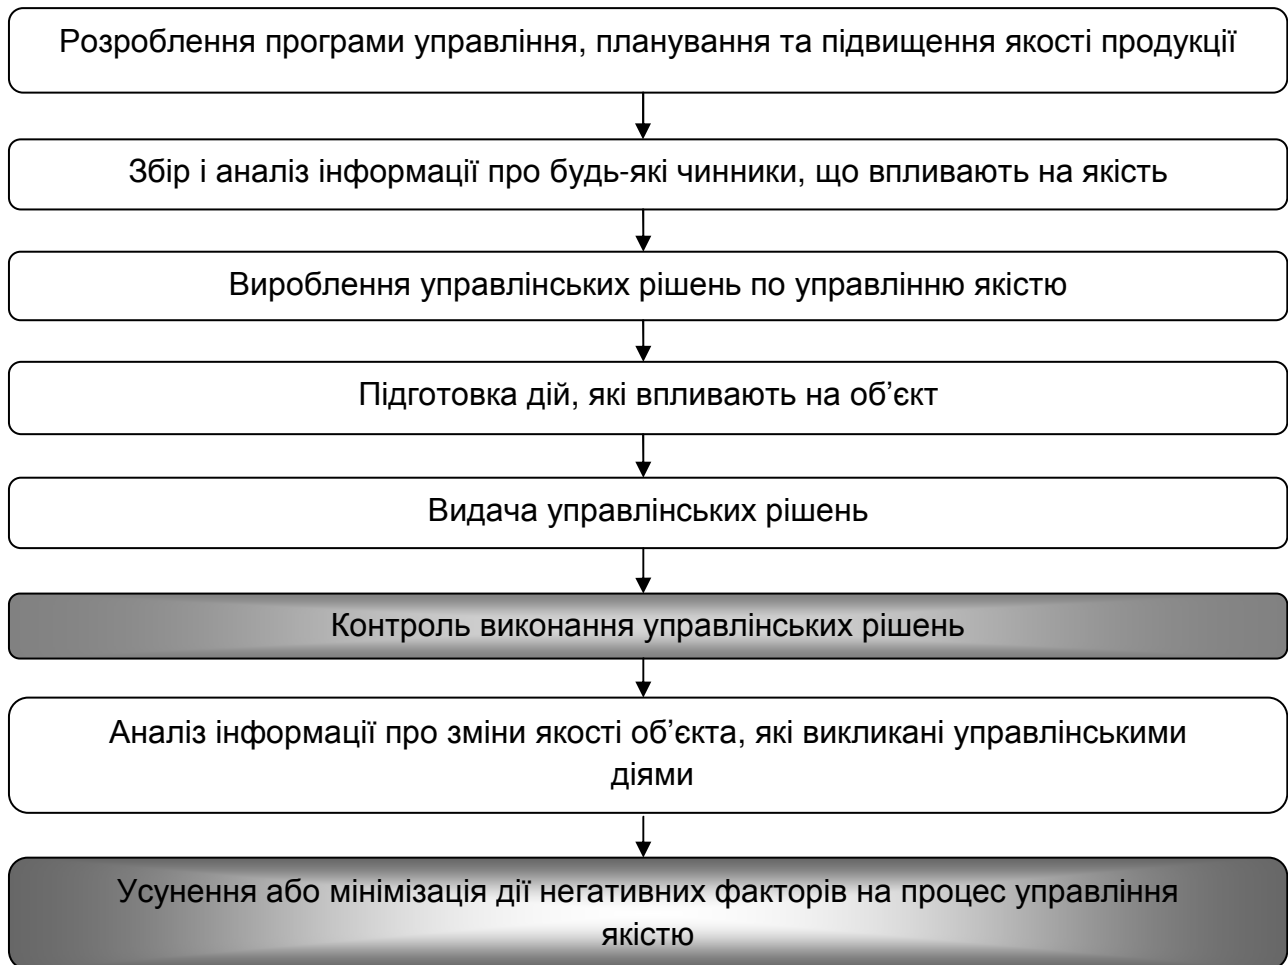 Розроблення програми управління, планування та підвищення якості продукції
Збір і аналіз інформації про будь-які чинники, що впливають на якість
Вироблення управлінських рішень по управлінню якістю
Підготовка дій, які впливають на об’єкт
Видача управлінських рішень
Контроль виконання управлінських рішень
Аналіз інформації про зміни якості об’єкта, які викликані управлінськими
діями
Усунення або мінімізація дії негативних факторів на процес управління
якістю